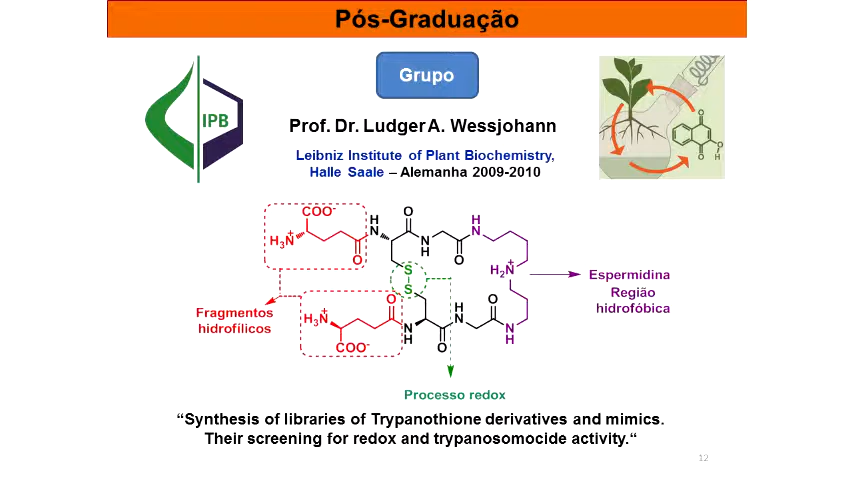 Pós-Graduação
Grupo
IPB
Prof. Dr. Ludger A. Wessjohann
Leibniz Institute of Plant Biochemistry,
Halle Saale – Alemanha 2009-2010
O
O
O
H
COO⁻
H₃N⁺
O
H
N
O
N
H
O
H
N
S
S
H₂N⁺
Espermidina
Região
hidrofóbica
Fragmentos
hidrofílicos
H₃N⁺
COO⁻
O
N
H
O
H
N
O
N
H
Processo redox
“Synthesis of libraries of Trypanothione derivatives and mimics.
Their screening for redox and trypanosomocide activity.“
12